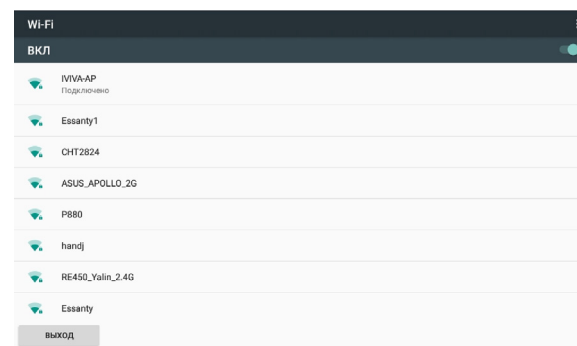 Wi-Fi
ВКЛ
IVIVA-AP
Подключено
Essanty1
CHT2824
ASUS_APOLLO_2G
P880
handj
RE450_Yalin_2.4G
Essanty
ВЫХОД